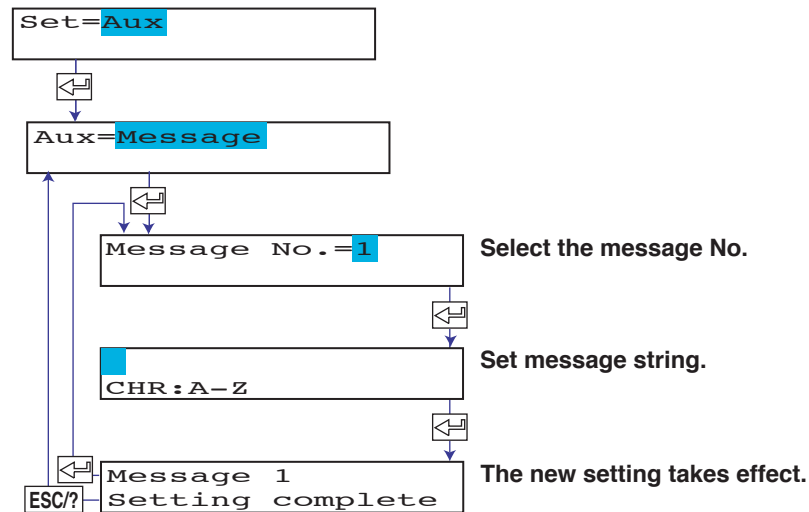 Set=Aux
Aux=Message
Message No.=1
Select the message No.
Set message string.
CHR:A-Z
Message 1
The new setting takes effect.
ESC/?
Setting complete